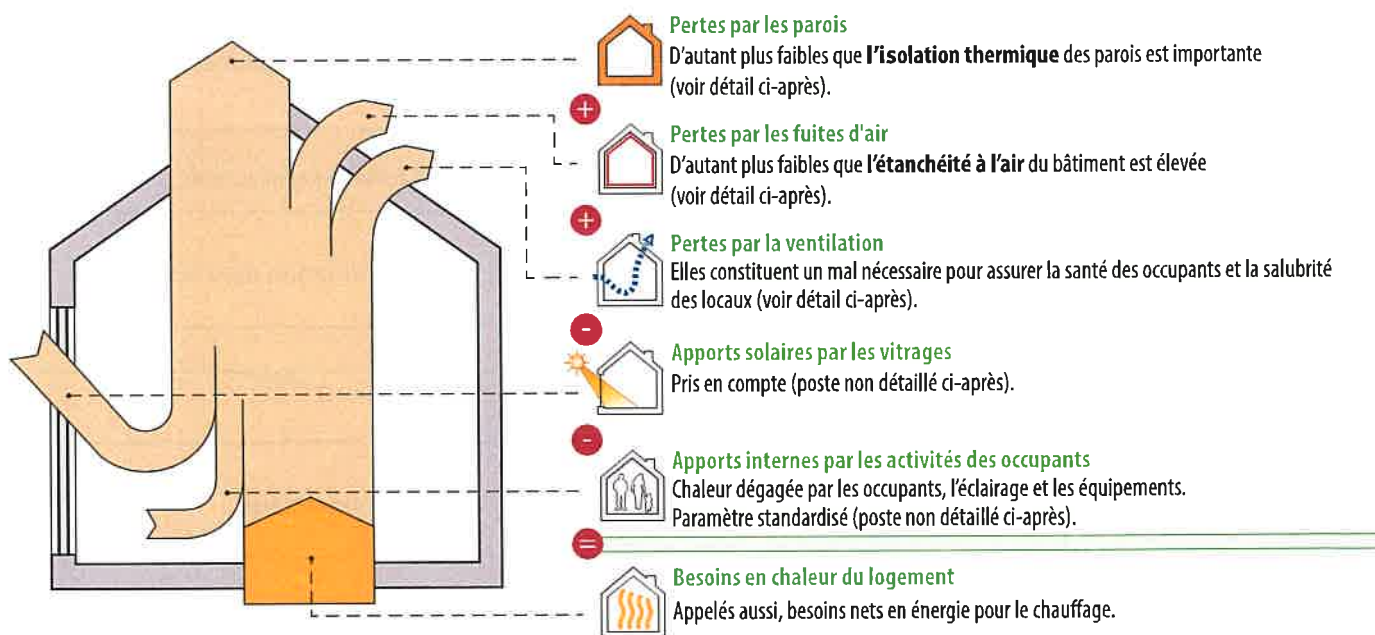 Pertes par les parois
D'autant plus faibles que l'isolation thermique des parois est importante
(voir détail ci-après).
+
Pertes par les fuites d'air
D'autant plus faibles que l'étanchéité à l'air du bâtiment est élevée
(voir détail ci-après).
+
Pertes par la ventilation
Elles constituent un mal nécessaire pour assurer la santé des occupants et la salubrité
des locaux (voir détail ci-après).
-
Apports solaires par les vitrages
Pris en compte (poste non détaillé ci-après).
-
Apports internes par les activités des occupants
Chaleur dégagée par les occupants, l'éclairage et les équipements.
Paramètre standardisé (poste non détaillé ci-après).
=
Besoins en chaleur du logement
Appelés aussi, besoins nets en énergie pour le chauffage.